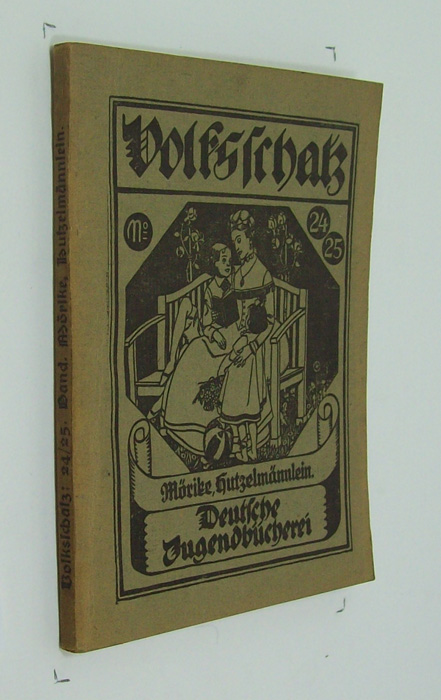 Volksschatz
No
24
25
Mörike, Hutzelmännlein.
Deutsche
Jugendbücherei
Volksschatz: 24/25. Band. Mörike, Hutzelmännlein.